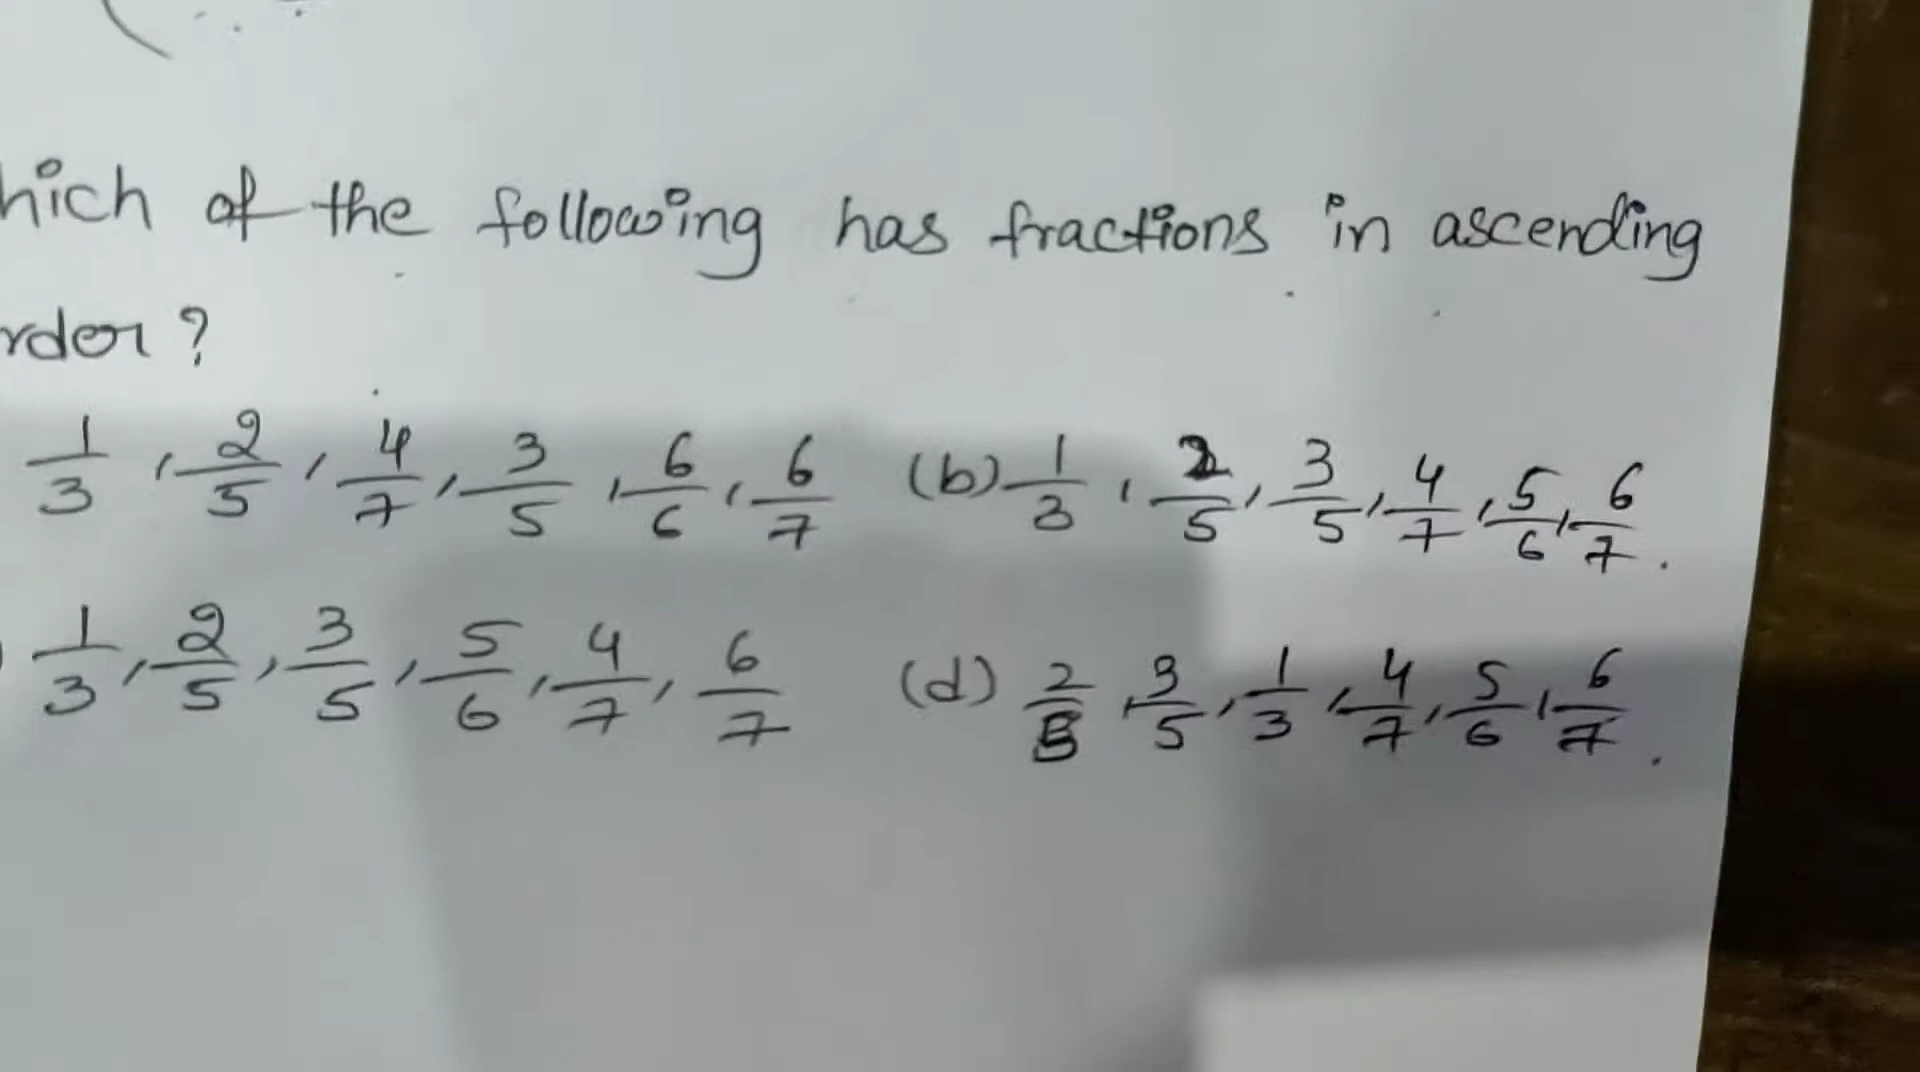 hich of the following has fractions in ascending
rder?
1/3, 2/5, 4/7, 3/5, 6/6, 6/7 (b) 1/3, 2/5, 3/5, 4/7, 5/6, 6/7.
1/3, 2/5, 3/5, 5/6, 4/7, 6/7 (d) 2/5, 3/5, 1/3, 4/7, 5/6, 6/7.